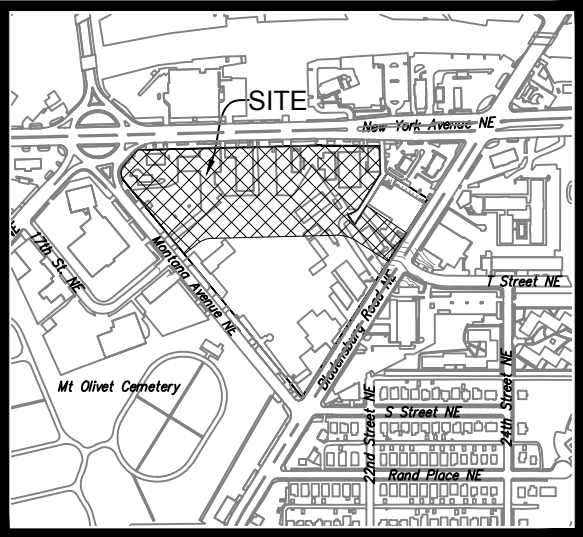 SITE
New York Avenue NE
17th St. NE
Montana Avenue NE
T Street NE
Bladensburg Road NE
Mt Olivet Cemetery
24th Street NE
22nd Street NE
S Street NE
Rand Place NE